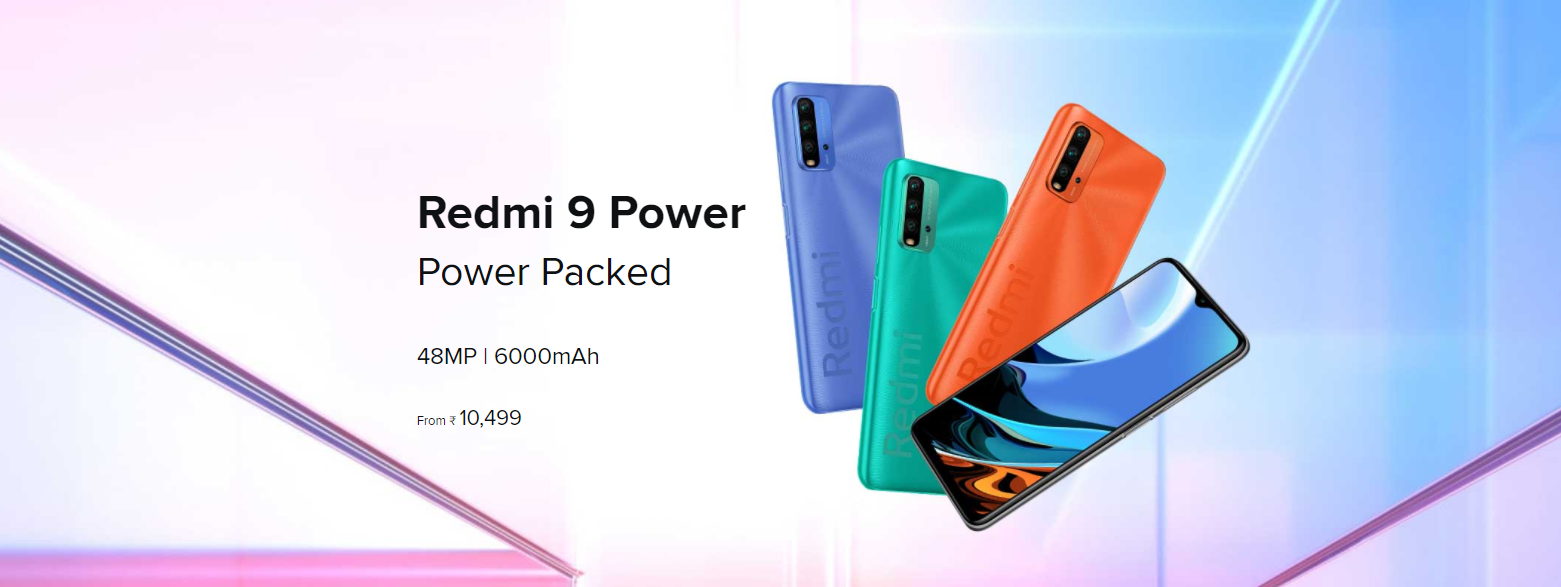 Redmi 9 Power
Power Packed
48MP | 6000mAh
From ₹ 10,499
Redmi
Redmi
Redmi